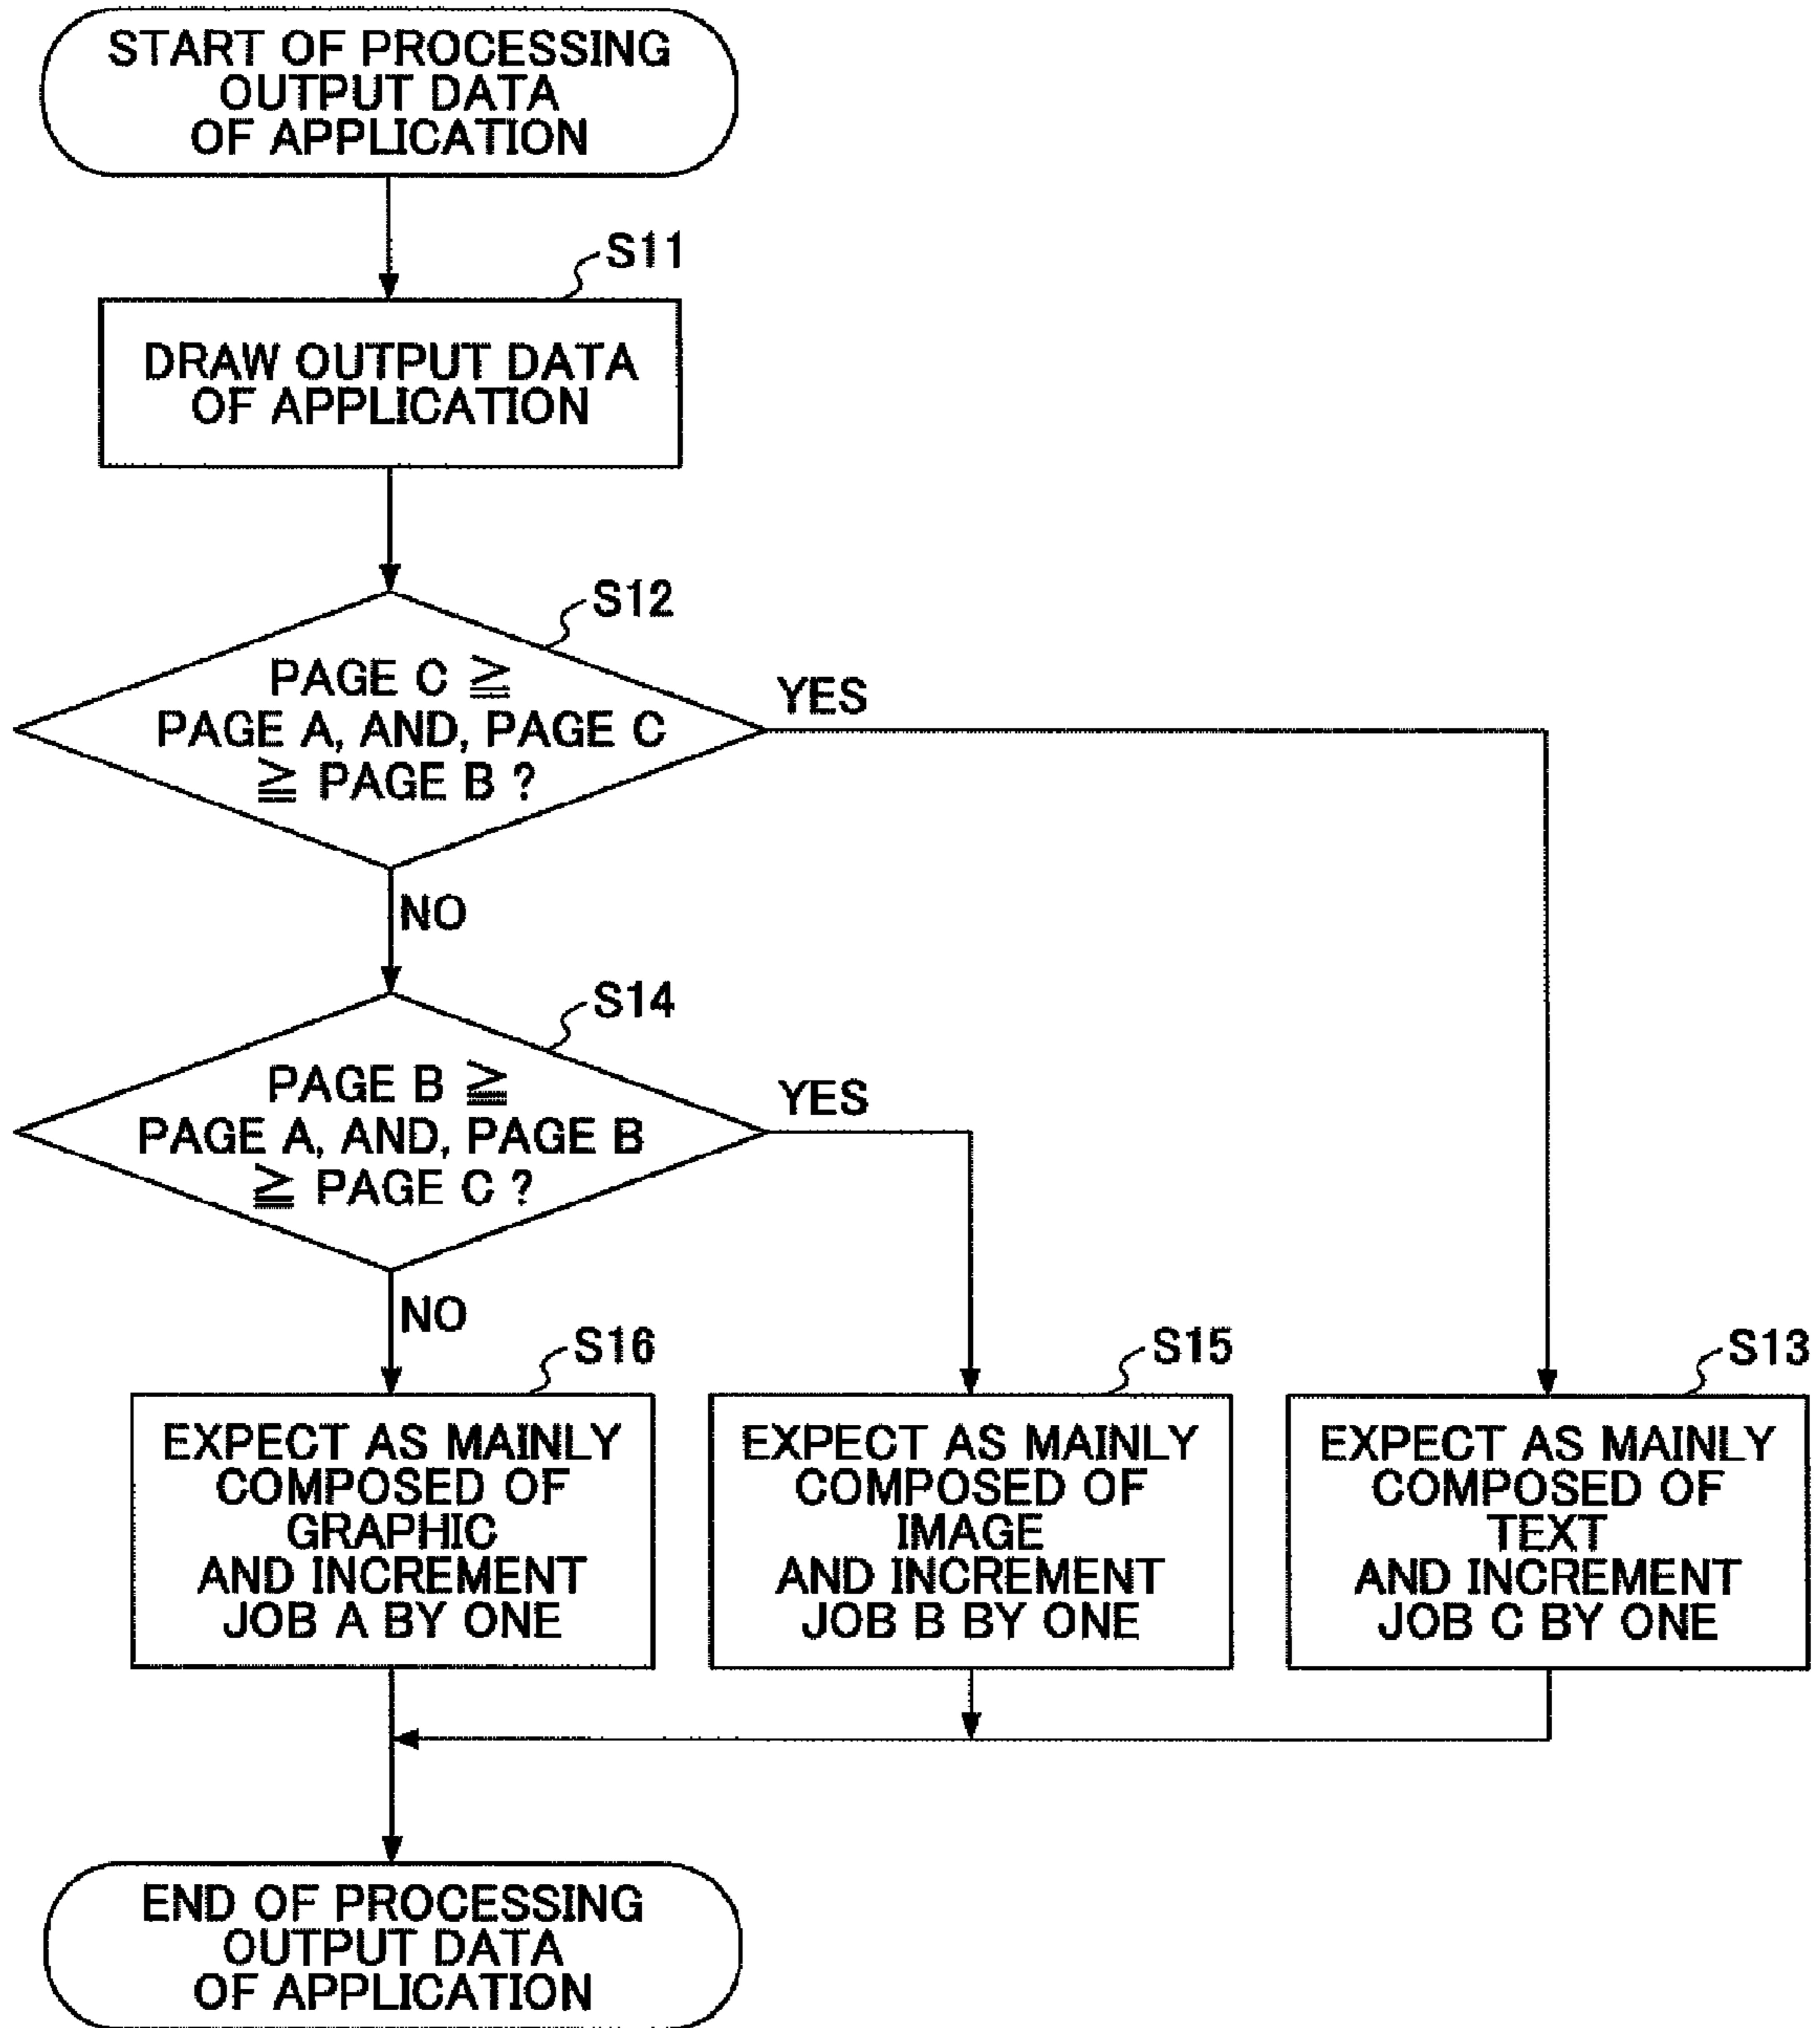 START OF PROCESSING
OUTPUT DATA
OF APPLICATION
S11
DRAW OUTPUT DATA
OF APPLICATION
S12
PAGE C ≧
PAGE A, AND, PAGE C
≧ PAGE B ?
YES
NO
S14
PAGE B ≧
PAGE A, AND, PAGE B
≧ PAGE C ?
YES
NO
S16
EXPECT AS MAINLY
COMPOSED OF
GRAPHIC
AND INCREMENT
JOB A BY ONE
S15
EXPECT AS MAINLY
COMPOSED OF
IMAGE
AND INCREMENT
JOB B BY ONE
S13
EXPECT AS MAINLY
COMPOSED OF
TEXT
AND INCREMENT
JOB C BY ONE
END OF PROCESSING
OUTPUT DATA
OF APPLICATION